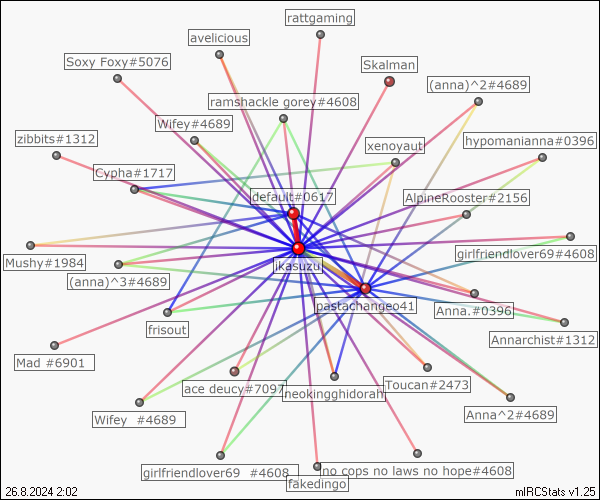 rattgaming
avelicious
Soxy Foxy#5076
Skalman
(anna)^2#4689
ramshackle gorey#4608
Wifey#4689
zibbits#1312
xenoyaut
hypomanianna#0396
Cypha#1717
default#0617
AlpineRooster#2156
girlfriendlover69#4608
Mushy#1984
jkasuzu
(anna)^3#4689
pastachangeo41
Anna.#0396
frisout
Annarchist#1312
Mad #6901
ace deucy#7097
neokingghidorah
Toucan#2473
Wifey  #4689
Anna^2#4689
girlfriendlover69  #4608
no cops no laws no hope#4608
fakedingo
26.8.2024 2:02
mIRCStats v1.25